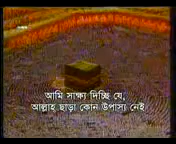 আমি সাক্ষ্য দিচ্ছি যে,
আল্লাহ ছাড়া কোন উপাস্য নেই